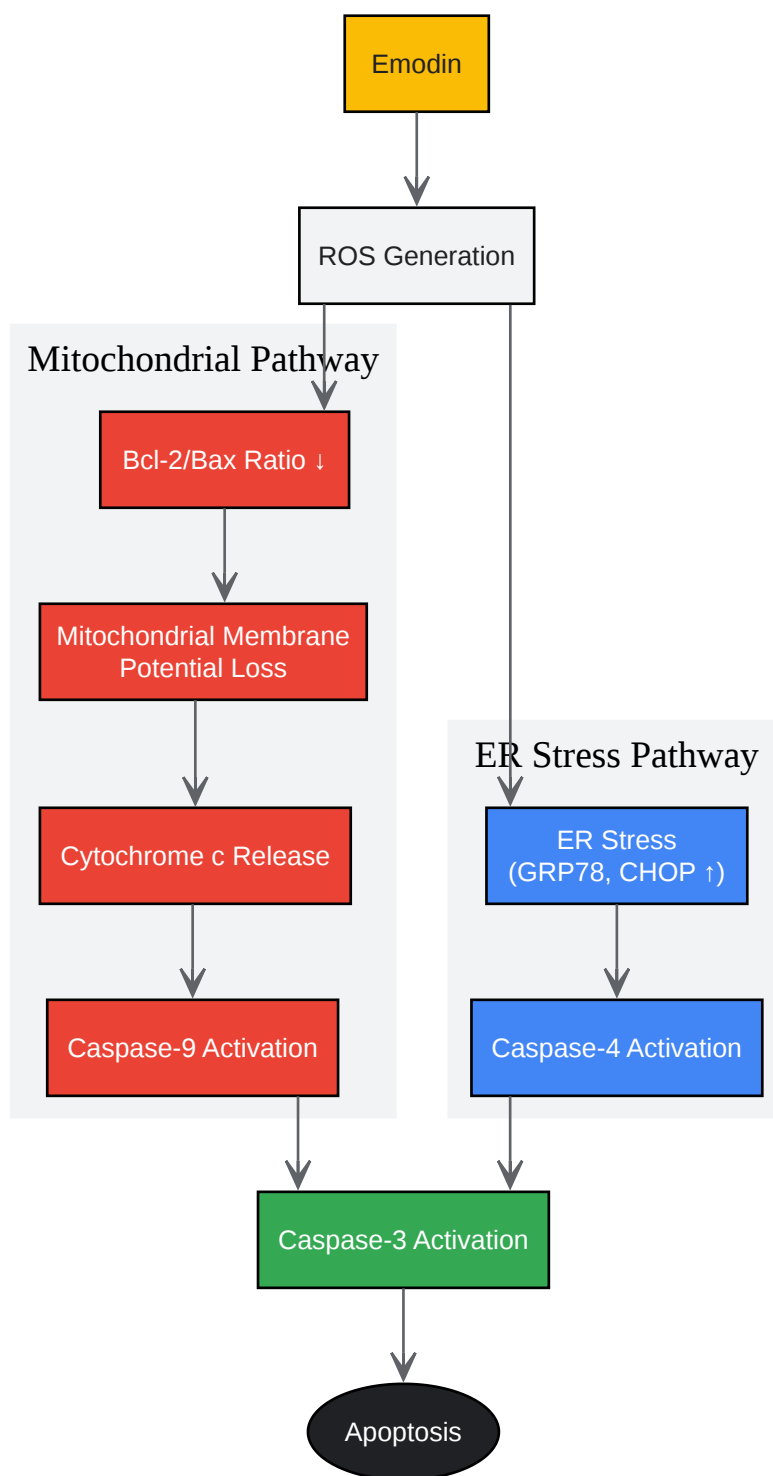 Emodin
ROS Generation
Mitochondrial Pathway
Bcl-2/Bax Ratio ↓
Mitochondrial Membrane
Potential Loss
Cytochrome c Release
Caspase-9 Activation
ER Stress Pathway
ER Stress
(GRP78, CHOP ↑)
Caspase-4 Activation
Caspase-3 Activation
Apoptosis